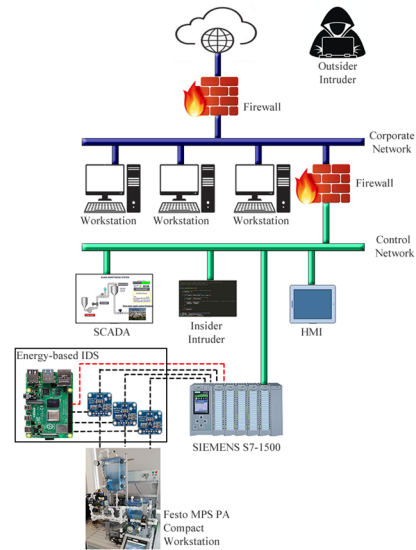 Outsider
Intruder
Firewall
Corporate
Network
Workstation
Workstation
Workstation
Firewall
Control
Network
SCADA
Insider
Intruder
HMI
Energy-based IDS
SIEMENS S7-1500
Festo MPS PA
Compact
Workstation